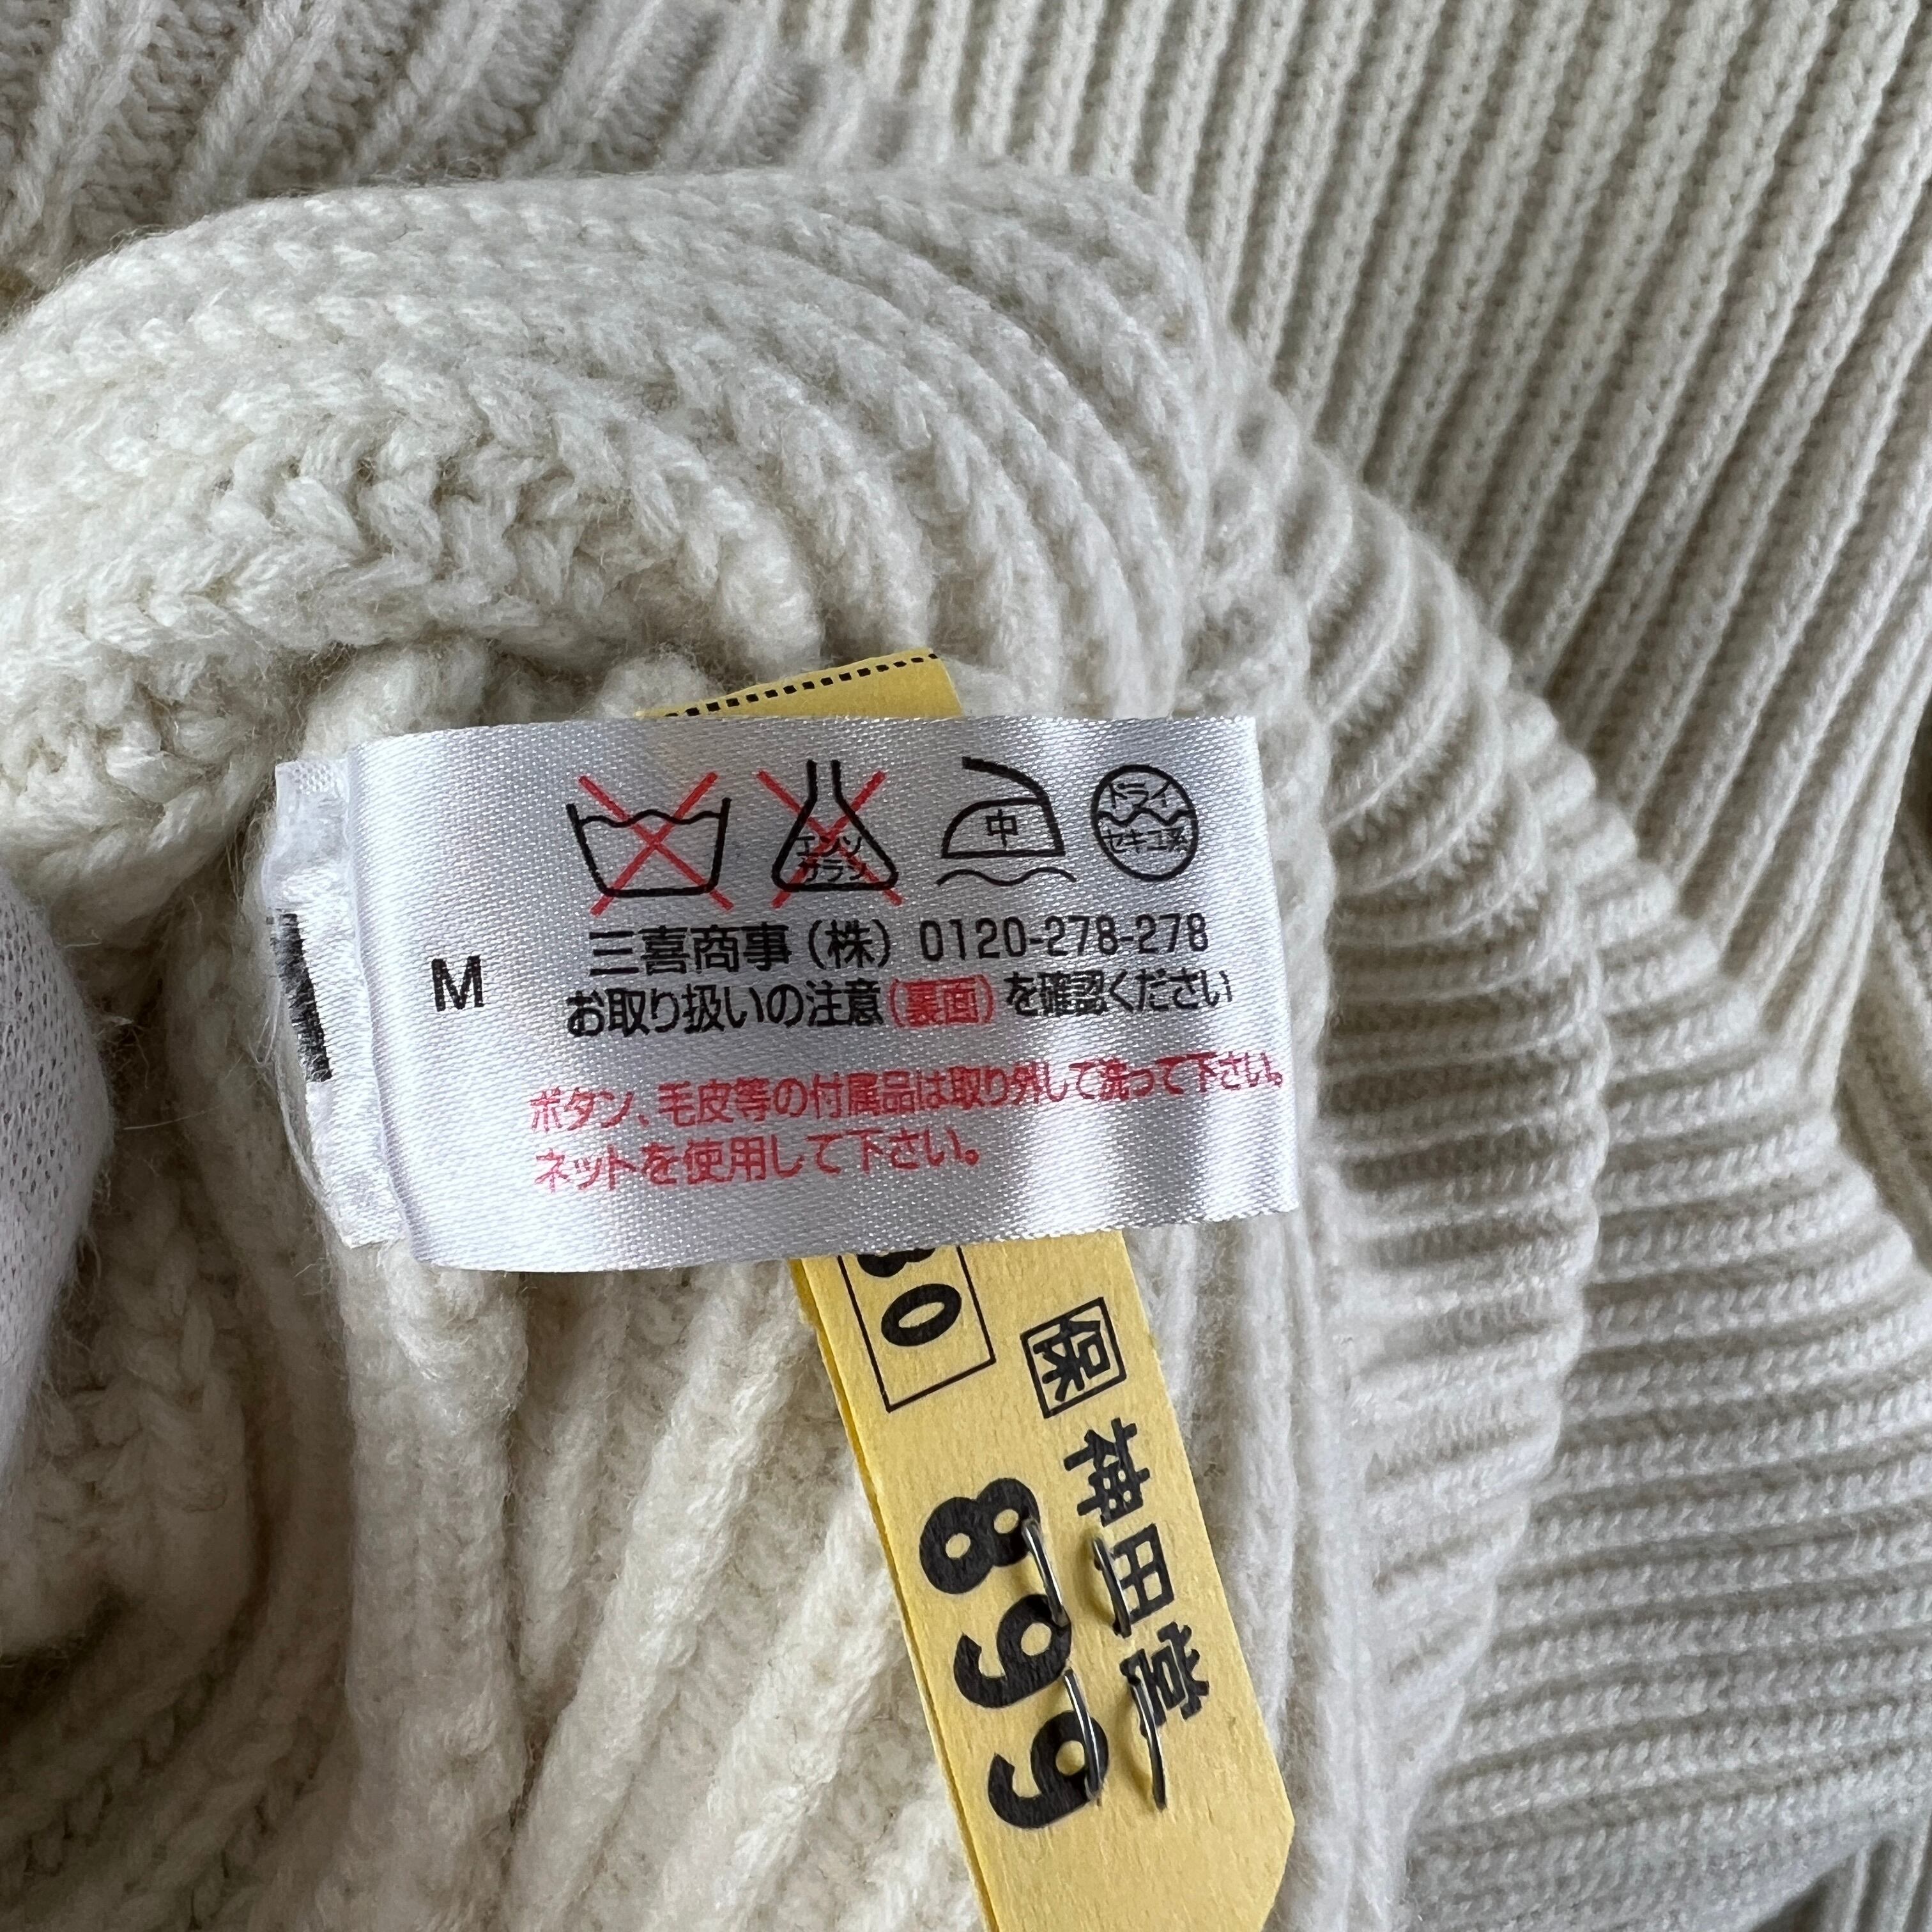 エンソ
サラシ
中
ドライ
セキユ系
M
三喜商事(株) 0120-278-278
お取り扱いの注意(裏面)を確認ください
ボタン、毛皮等の付属品は取り外して洗って下さい。
ネットを使用して下さい。
30
保 神田堂
899